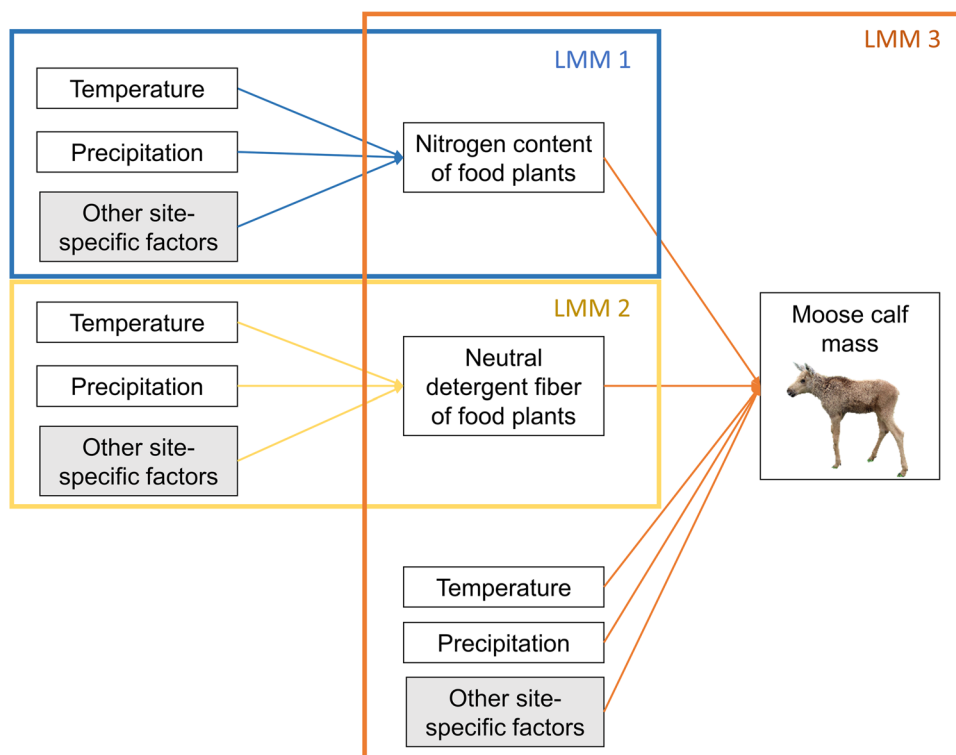 LMM 1
LMM 3
Temperature
Precipitation
Other site-
specific factors
Nitrogen content
of food plants
LMM 2
Temperature
Precipitation
Other site-
specific factors
Neutral
detergent fiber
of food plants
Moose calf
mass
Temperature
Precipitation
Other site-
specific factors